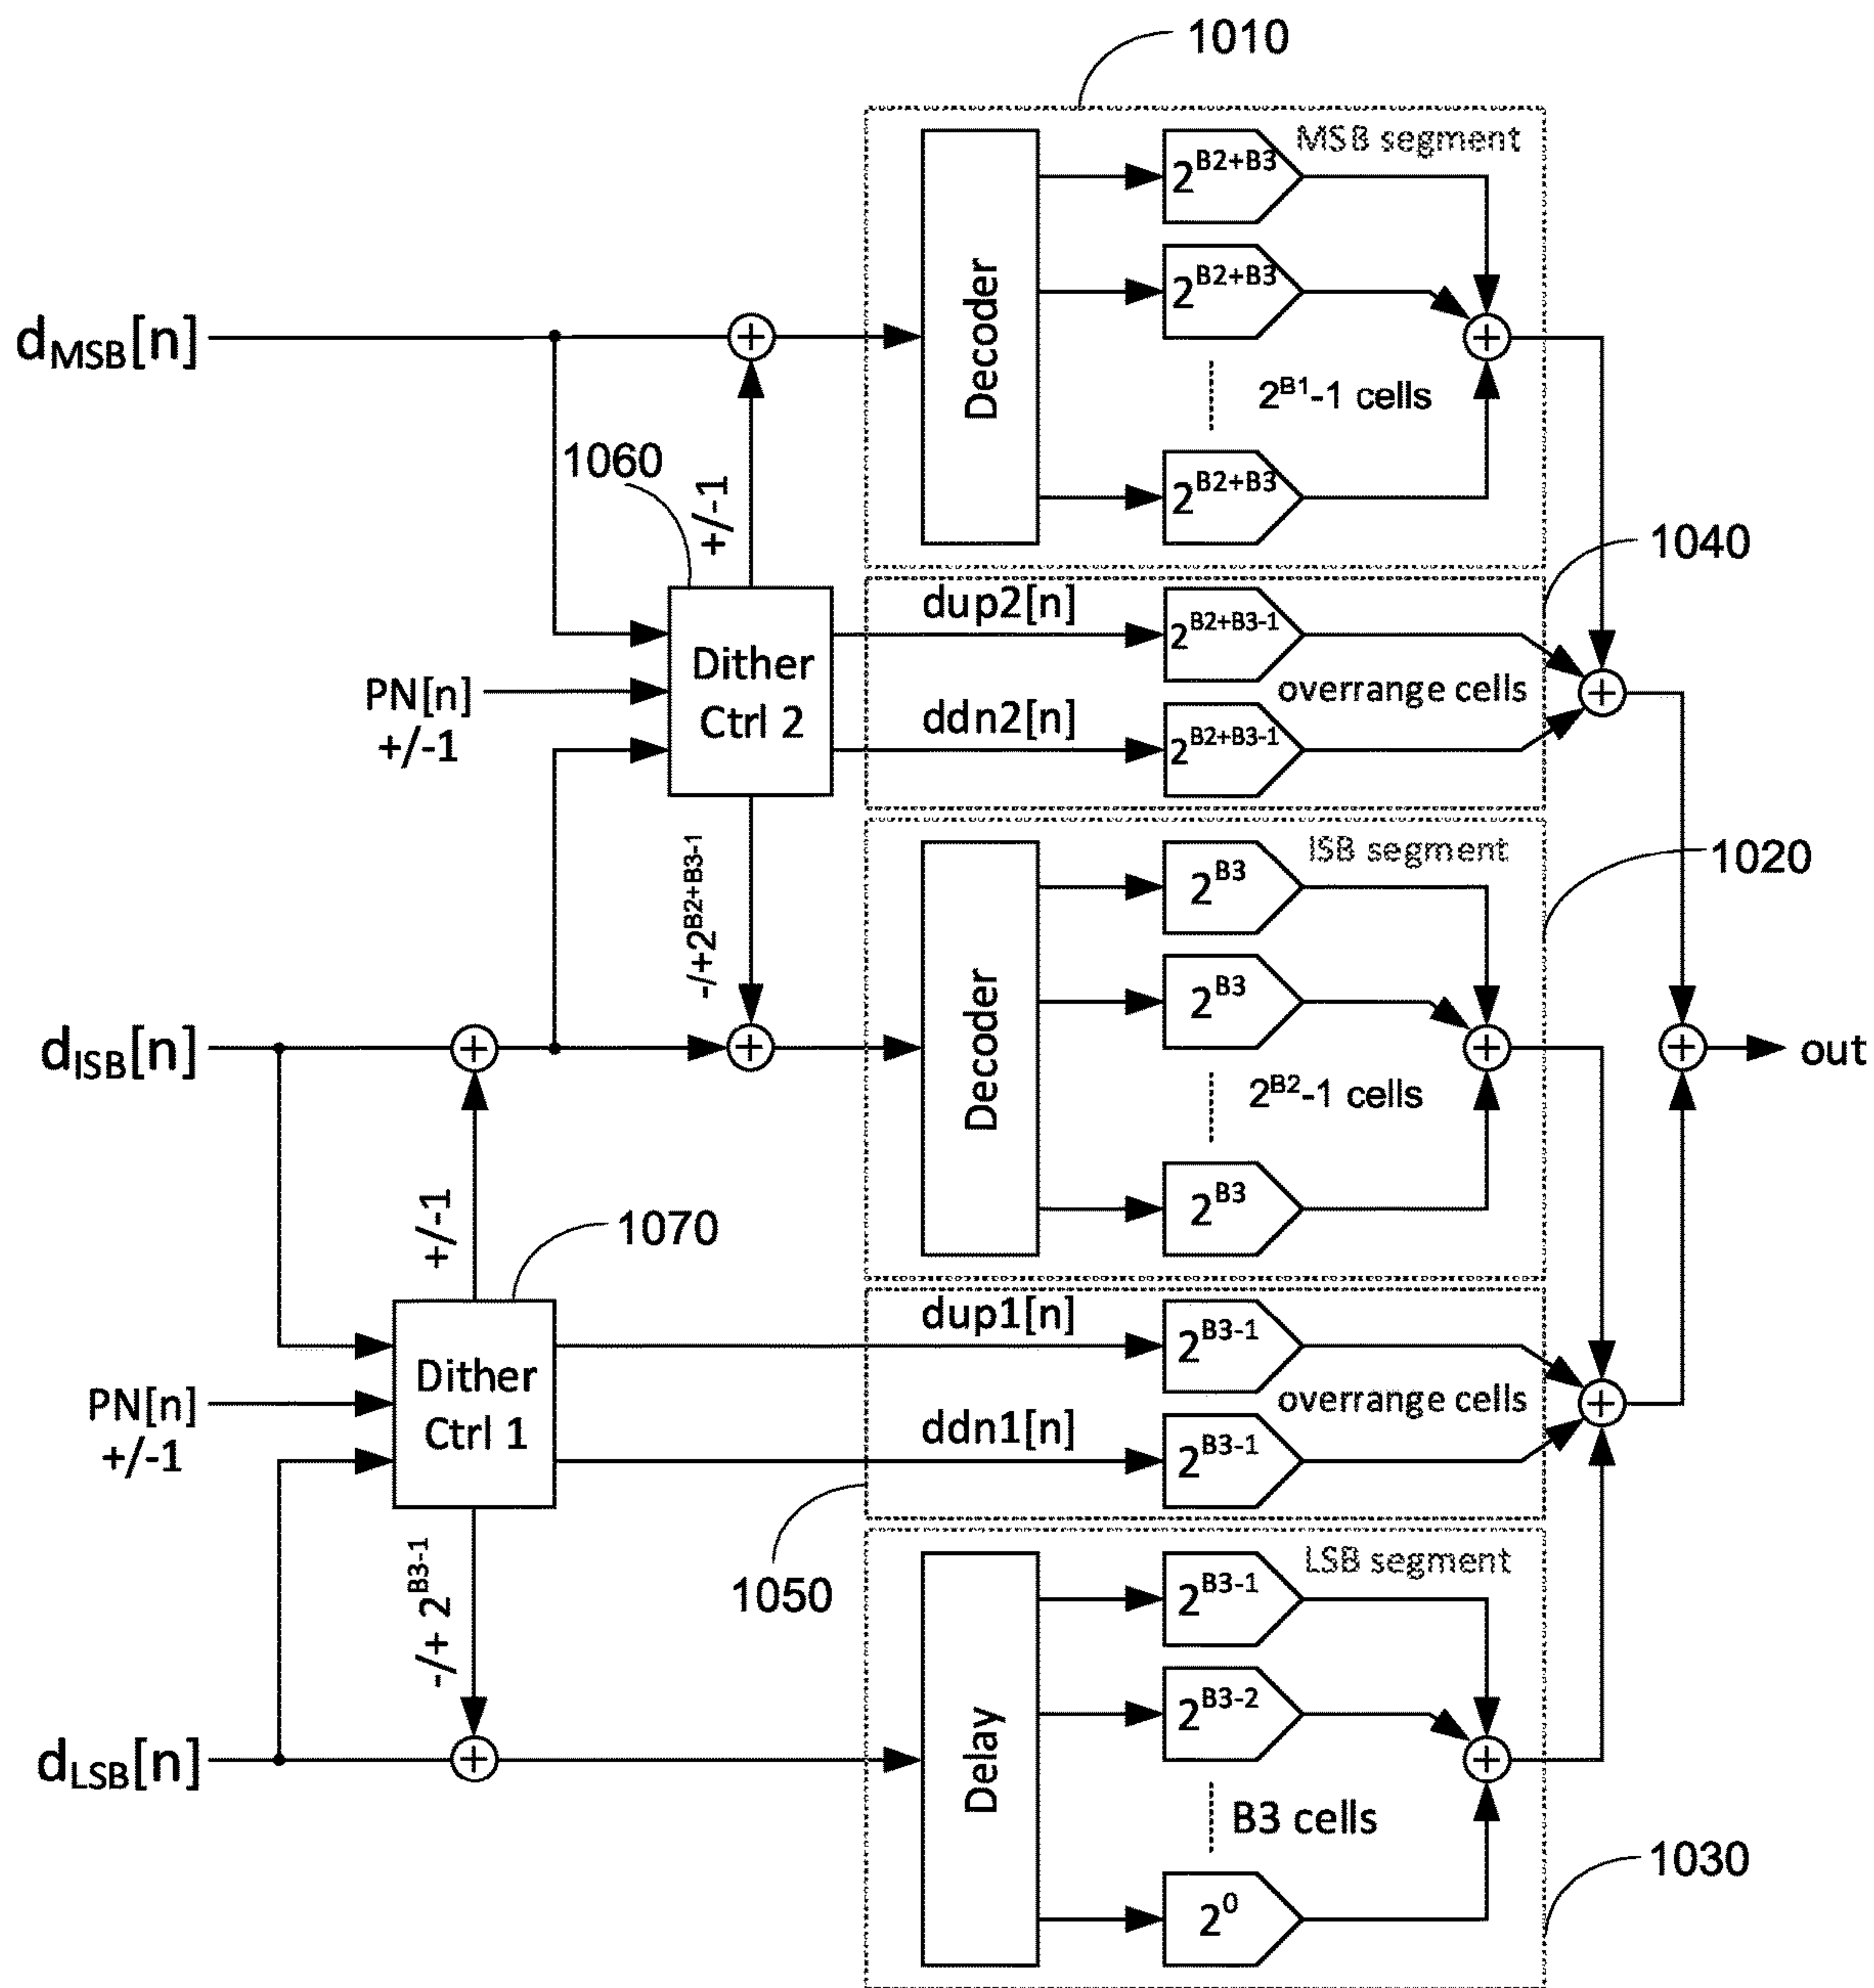 1010
MSB segment
2^B2+B3
2^B2+B3
2^B1-1 cells
2^B2+B3
Decoder
d_MSB[n]
1060
+/-1
1040
dup2[n]
2^B2+B3-1
Dither
Ctrl 2
PN[n]
+/-1
overrange cells
ddn2[n]
2^B2+B3-1
-/+2^B2+B3-1
ISB segment
1020
2^B3
2^B3
2^B2-1 cells
2^B3
Decoder
d_ISB[n]
out
+/-1
1070
dup1[n]
2^B3-1
Dither
Ctrl 1
PN[n]
+/-1
overrange cells
ddn1[n]
2^B3-1
-/+ 2^B3-1
1050
LSB segment
2^B3-1
2^B3-2
B3 cells
2^0
Delay
d_LSB[n]
1030